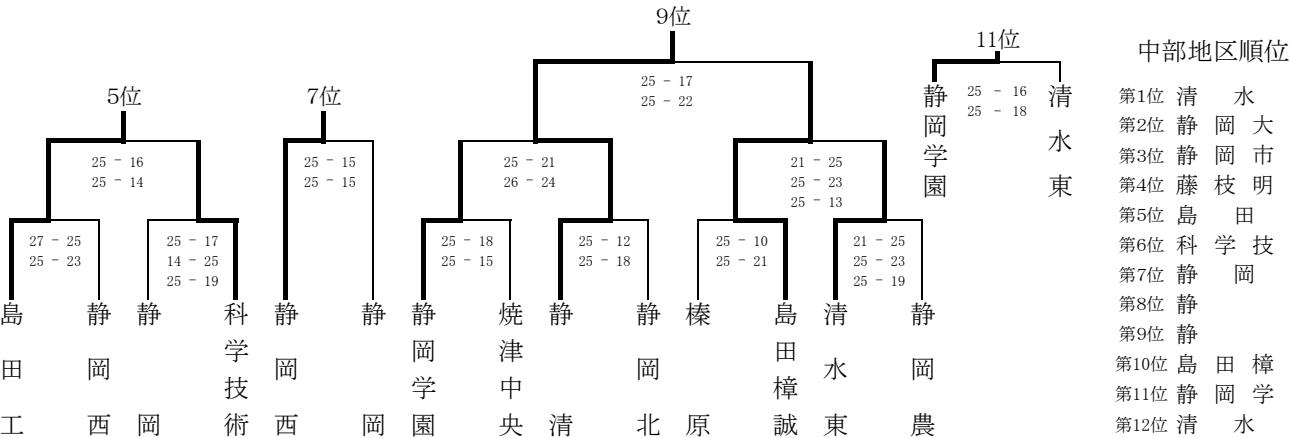 9位
11位
中部地区順位
5位
7位
25 - 17
25 - 22
静岡学園
25 - 16
25 - 18
清水東
25 - 16
25 - 14
25 - 15
25 - 15
25 - 21
26 - 24
21 - 25
25 - 23
25 - 13
27 - 25
25 - 23
25 - 17
14 - 25
25 - 19
25 - 18
25 - 15
25 - 12
25 - 18
25 - 10
25 - 21
21 - 25
25 - 23
25 - 19
島田工
静岡西
静岡
科学技術
静岡西
静岡
静岡学園
焼津中央
静清
静岡北
榛原
島田樟誠
清水東
静岡農
第1位 清 水
第2位 静 岡 大
第3位 静 岡 市
第4位 藤 枝 明
第5位 島 田
第6位 科 学 技
第7位 静 岡
第8位 静
第9位 静
第10位 島 田 樟
第11位 静 岡 学
第12位 清 水